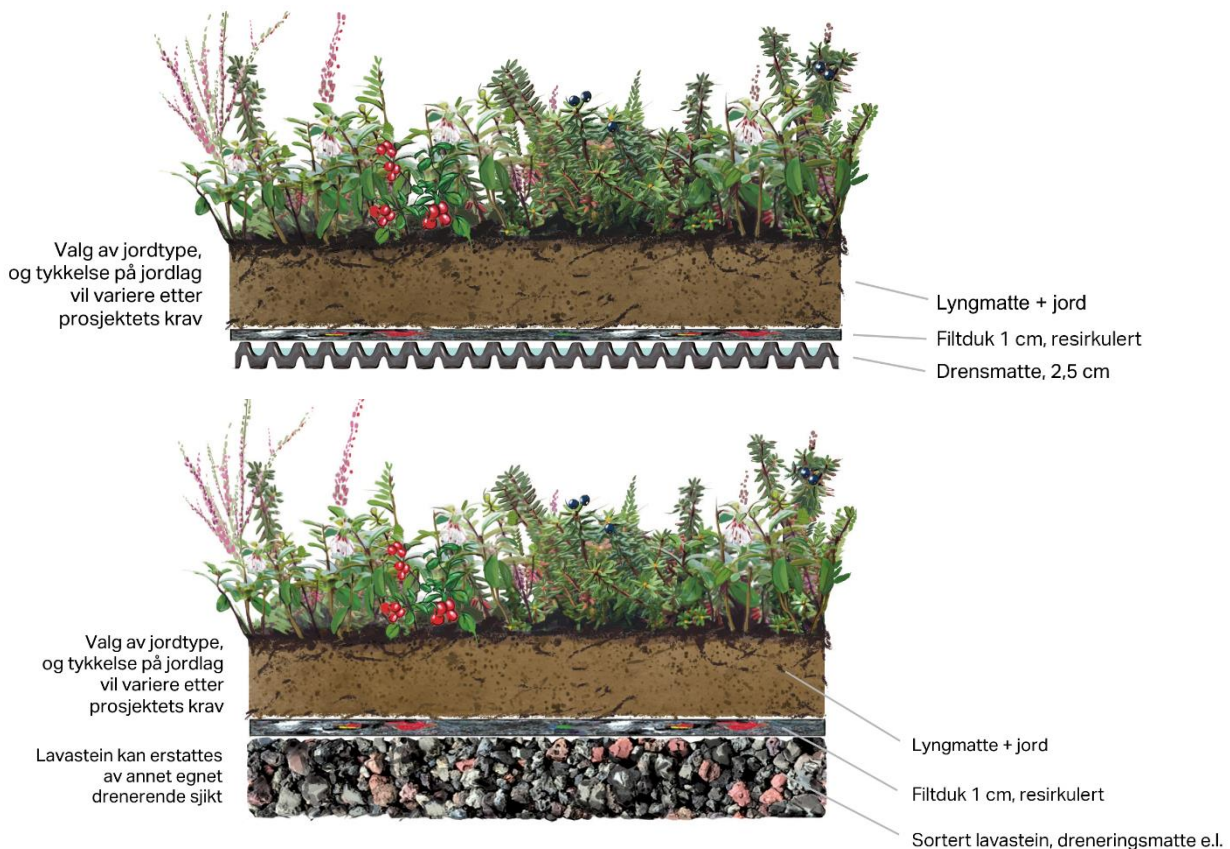 Valg av jordtype,
og tykkelse på jordlag
vil variere etter
prosjektets krav
Lyngmatte + jord
Filtduk 1 cm, resirkulert
Drensmatte, 2,5 cm
Valg av jordtype,
og tykkelse på jordlag
vil variere etter
prosjektets krav
Lavastein kan erstattes
av annet egnet
drenerende sjikt
Lyngmatte + jord
Filtduk 1 cm, resirkulert
Sortert lavastein, dreneringsmatte e.l.